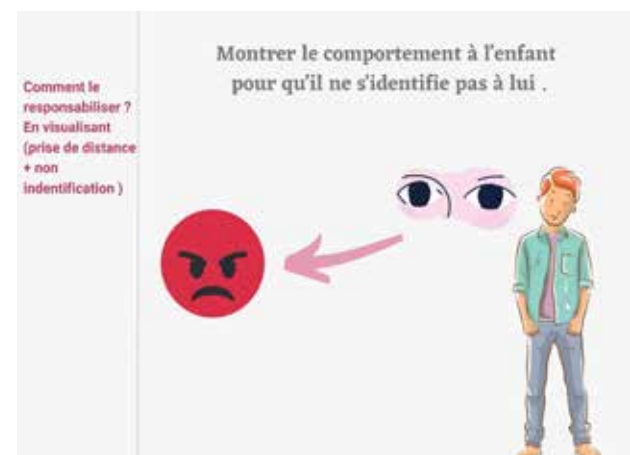 Montrer le comportement à l'enfant
pour qu'il ne s'identifie pas à lui .
Comment le
responsabiliser ?
En visualisant
(prise de distance
+ non
indentification )